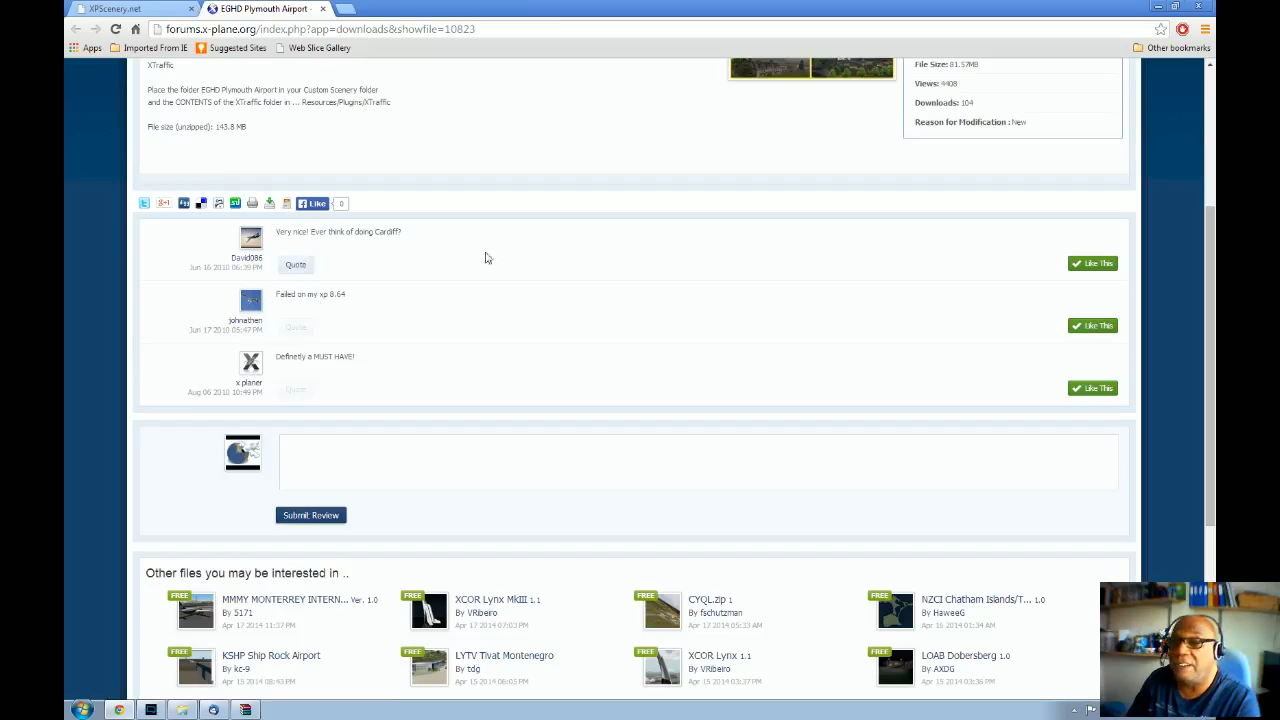 XPScenery.net
EGHD Plymouth Airport -
forums.x-plane.org/index.php?app=downloads&showfile=10823
Apps
Imported From IE
Suggested Sites
Web Slice Gallery
Other bookmarks
XTraffic
Place the folder EGHD Plymouth Airport in your Custom Scenery folder
and the CONTENTS of the XTraffic folder in ... Resources/Plugins/XTraffic
File size (unzipped): 143.8 MB
File Size: 81.57MB
Views: 4408
Downloads: 104
Reason for Modification : New
Like
0
Very nice! Ever think of doing Cardiff?
David086
Jun 16 2010 06:39 PM
Quote
Like This
Failed on my xp 8.64
johnathen
Jun 17 2010 05:47 PM
Quote
Like This
Definetly a MUST HAVE!
x planer
Aug 06 2010 10:49 PM
Quote
Like This
Submit Review
Other files you may be interested in ..
FREE
MMMY MONTERREY INTERN... Ver. 1.0
By 5171
Apr 17 2014 11:37 PM
FREE
XCOR Lynx MkIII 1.1
By VRibeiro
Apr 17 2014 07:03 PM
FREE
CYQL.zip 1
By fschutzman
Apr 17 2014 05:33 AM
FREE
NZCI Chatham Islands/T... 1.0
By HaweeG
Apr 16 2014 01:34 AM
FREE
KSHP Ship Rock Airport
By kc-9
Apr 15 2014 08:43 PM
FREE
LYTV Tivat Montenegro
By tdg
Apr 15 2014 06:05 PM
FREE
XCOR Lynx 1.1
By VRibeiro
Apr 15 2014 03:37 PM
FREE
LOAB Dobersberg 1.0
By AXDG
Apr 15 2014 03:36 PM